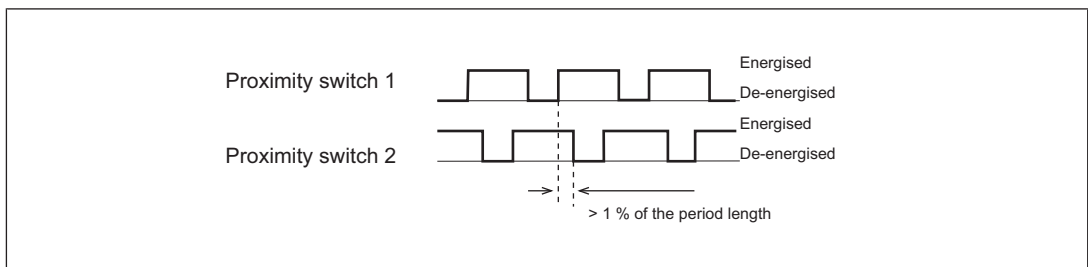 Proximity switch 1
Energised
De-energised
Proximity switch 2
Energised
De-energised
> 1 % of the period length